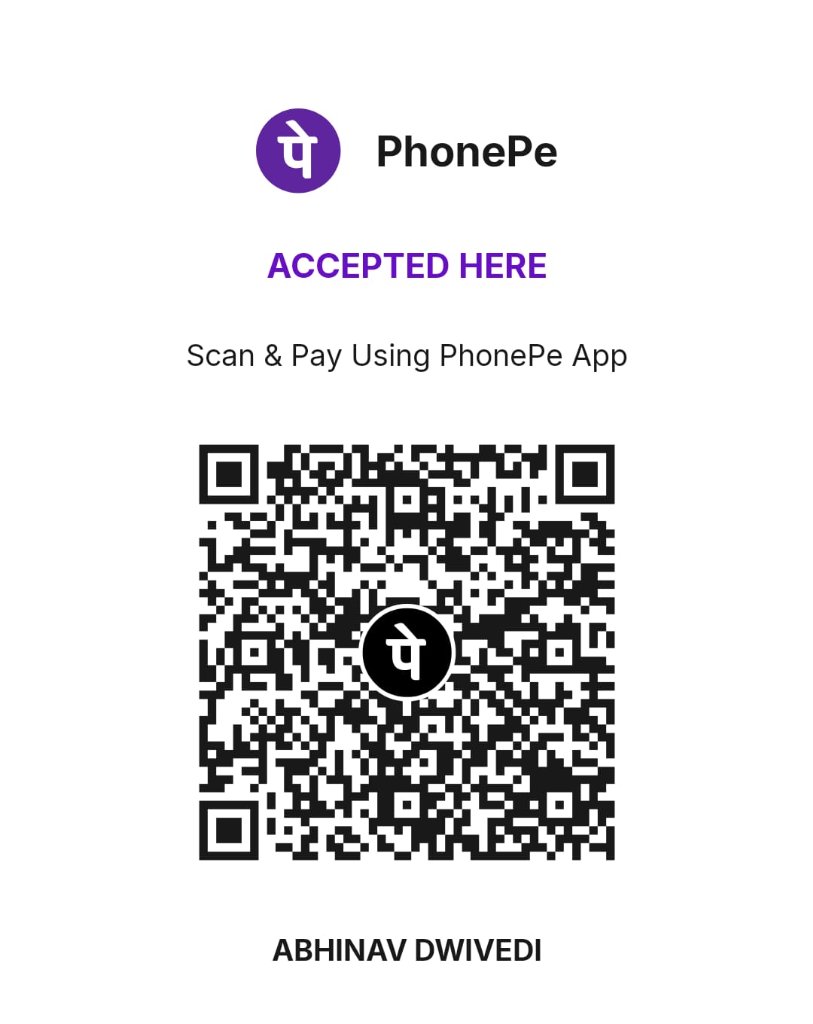 पे PhonePe
ACCEPTED HERE
Scan & Pay Using PhonePe App
पे
ABHINAV DWIVEDI